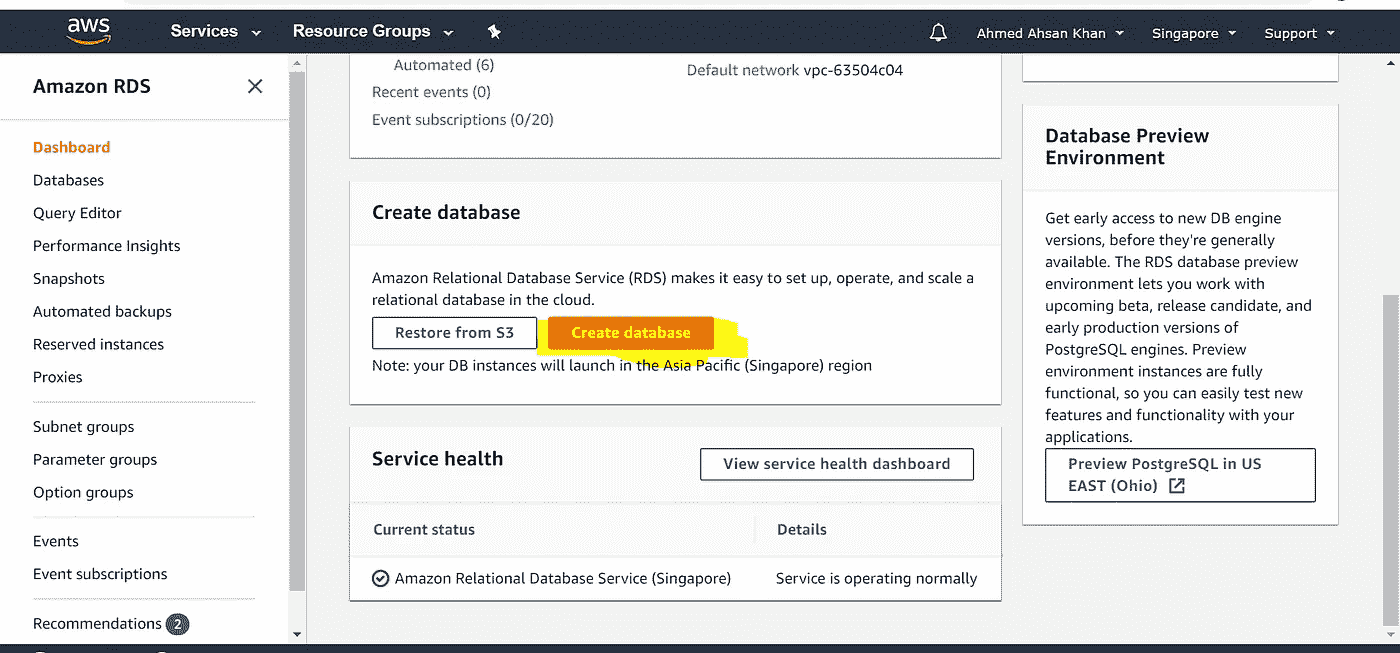 aws
Services
Resource Groups
Ahmed Ahsan Khan
Singapore
Support
Amazon RDS
Dashboard
Databases
Query Editor
Performance Insights
Snapshots
Automated backups
Reserved instances
Proxies
Subnet groups
Parameter groups
Option groups
Events
Event subscriptions
Recommendations 2
Automated (6)
Recent events (0)
Event subscriptions (0/20)
Default network vpc-63504c04
Create database
Amazon Relational Database Service (RDS) makes it easy to set up, operate, and scale a
relational database in the cloud.
Restore from S3
Create database
Note: your DB instances will launch in the Asia Pacific (Singapore) region
Service health
View service health dashboard
Current status
Details
Amazon Relational Database Service (Singapore)
Service is operating normally
Database Preview
Environment
Get early access to new DB engine
versions, before they're generally
available. The RDS database preview
environment lets you work with
upcoming beta, release candidate, and
early production versions of
PostgreSQL engines. Preview
environment instances are fully
functional, so you can easily test new
features and functionality with your
applications.
Preview PostgreSQL in US
EAST (Ohio)